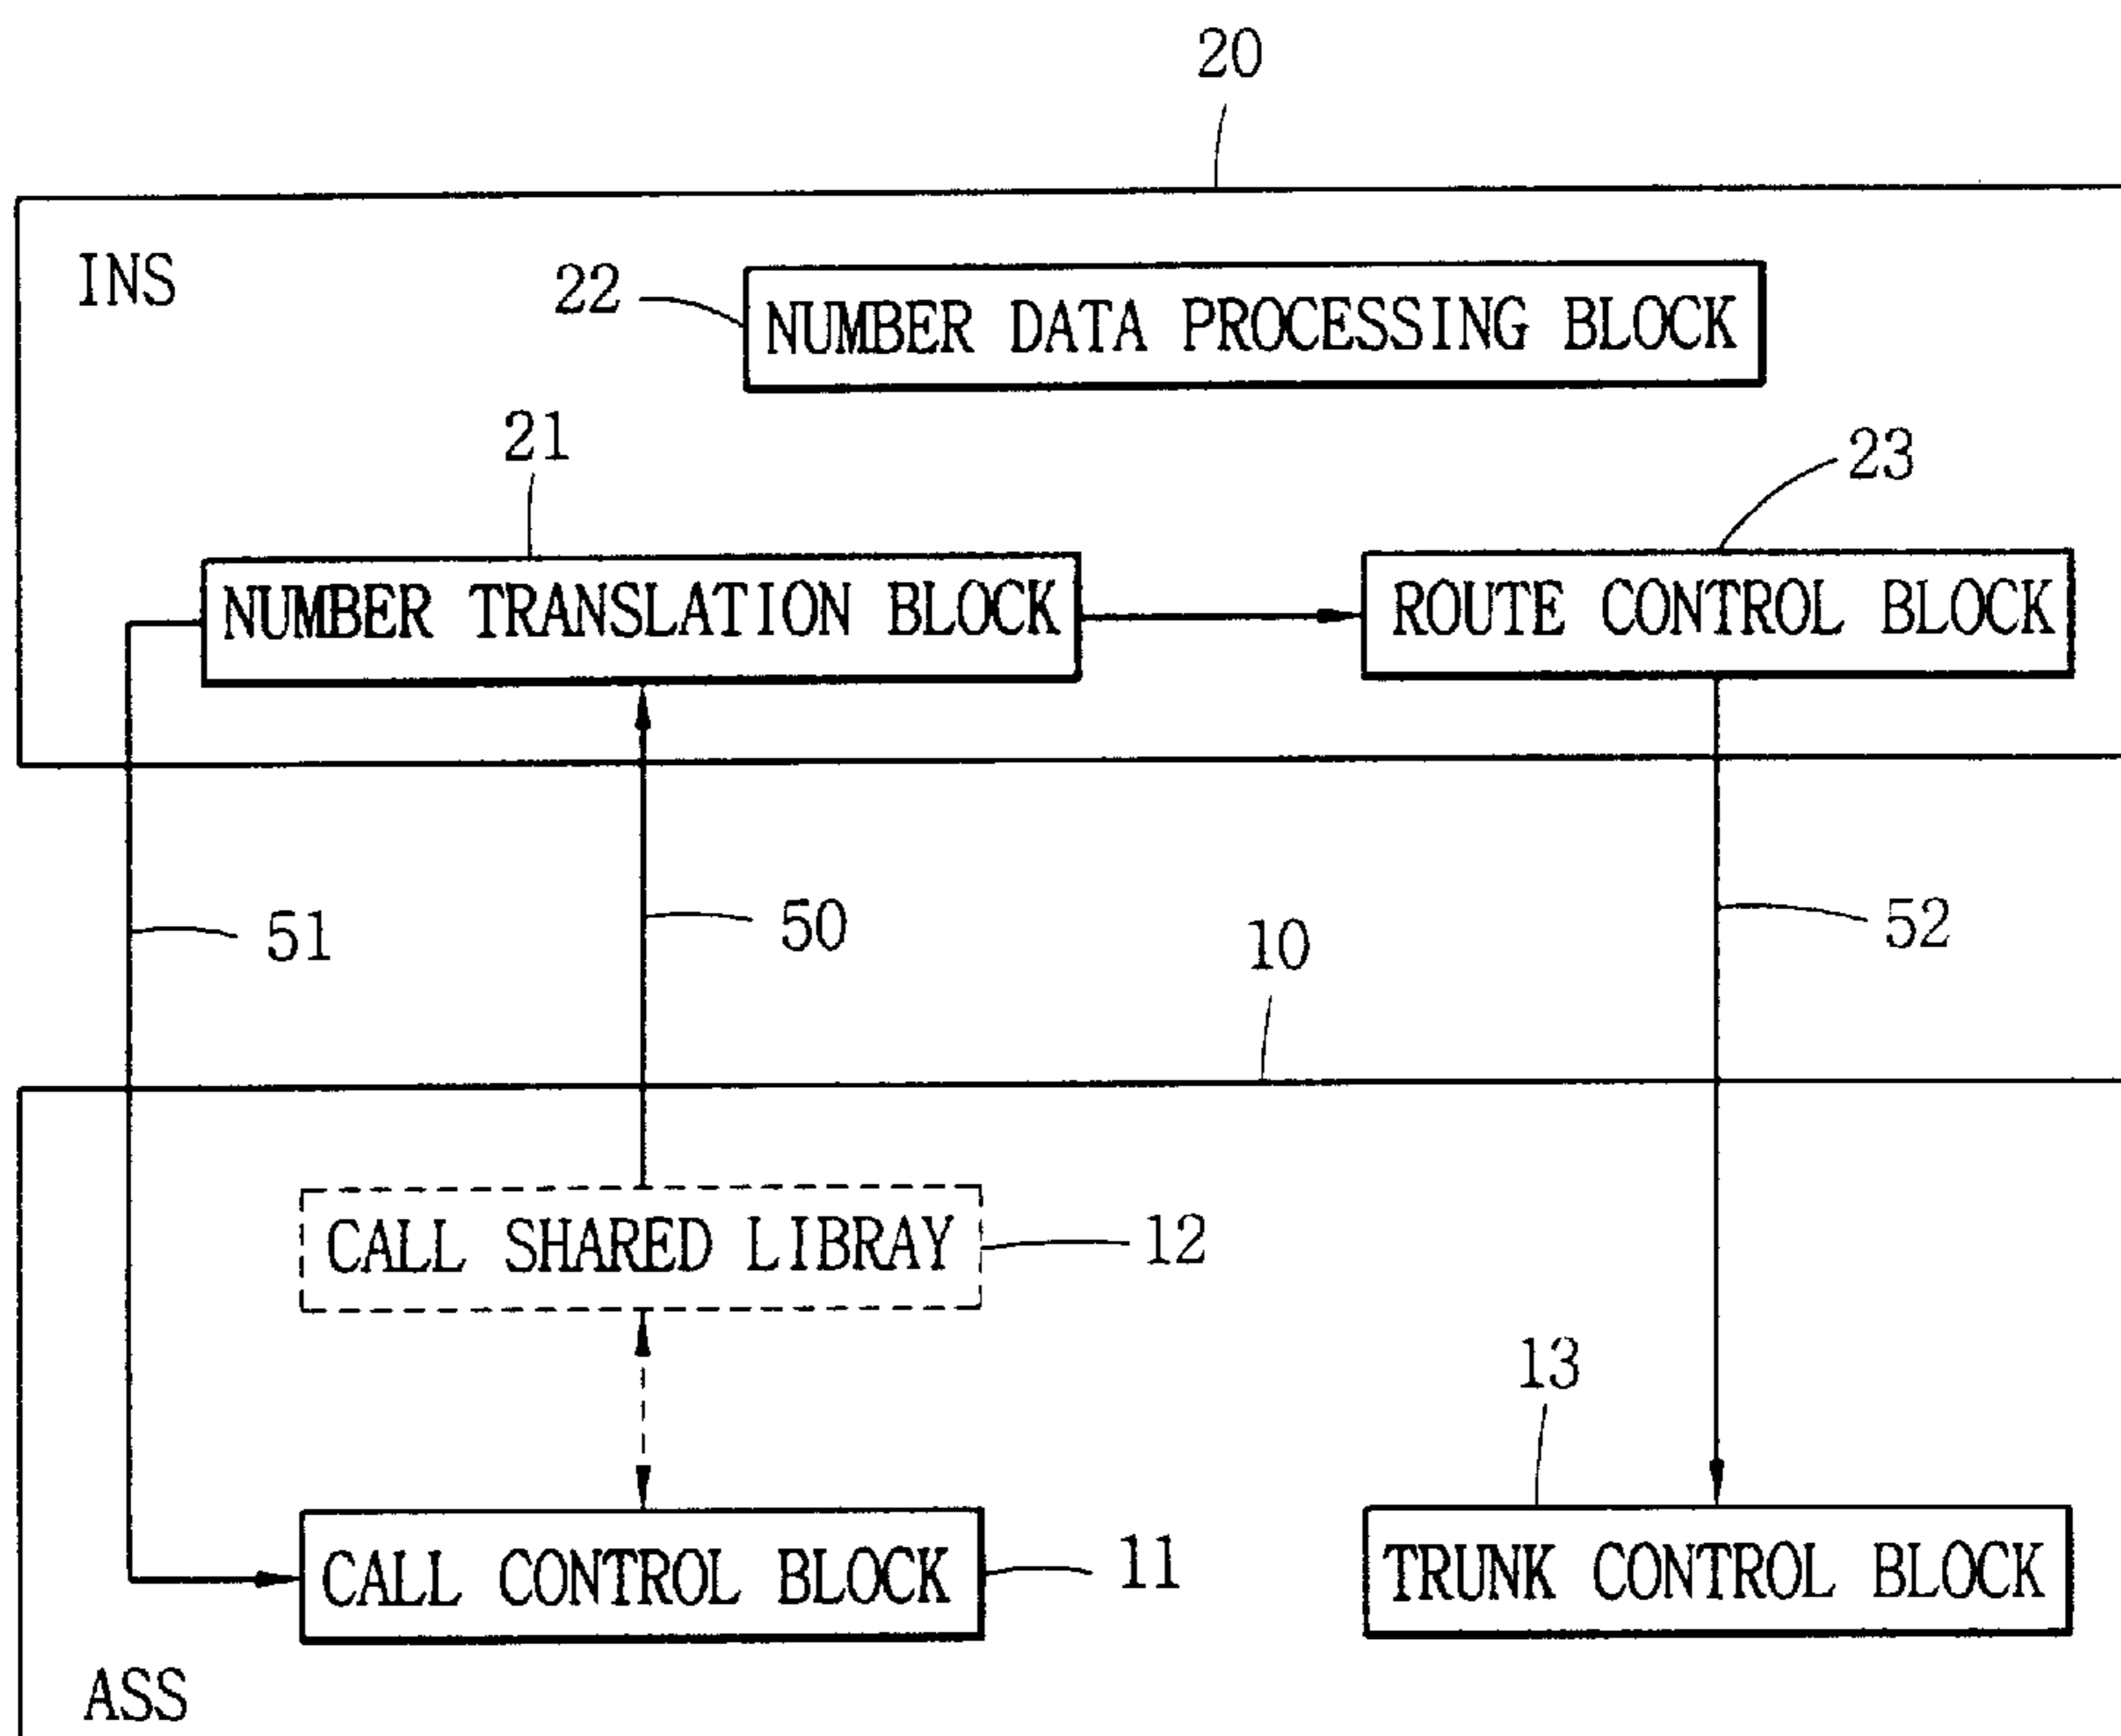 20
INS
22
NUMBER DATA PROCESSING BLOCK
21
23
NUMBER TRANSLATION BLOCK
ROUTE CONTROL BLOCK
51
50
10
52
CALL SHARED LIBRAY
12
13
CALL CONTROL BLOCK
11
TRUNK CONTROL BLOCK
ASS